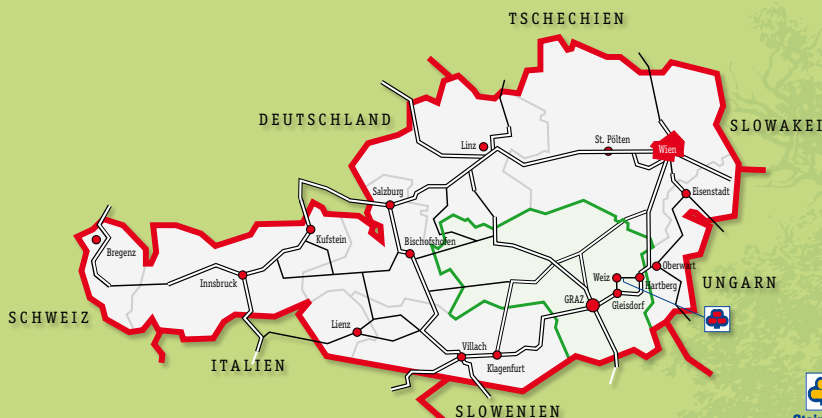 TSCHECHIEN
DEUTSCHLAND
SLOWAKEI
Linz
St. Pölten
Wien
Salzburg
Eisenstadt
Kufstein
Bischofshofen
Bregenz
Innsbruck
Oberwart
Weiz
Hartberg
UNGARN
GRAZ
Gleisdorf
SCHWEIZ
Lienz
Villach
ITALIEN
Klagenfurt
SLOWENIEN